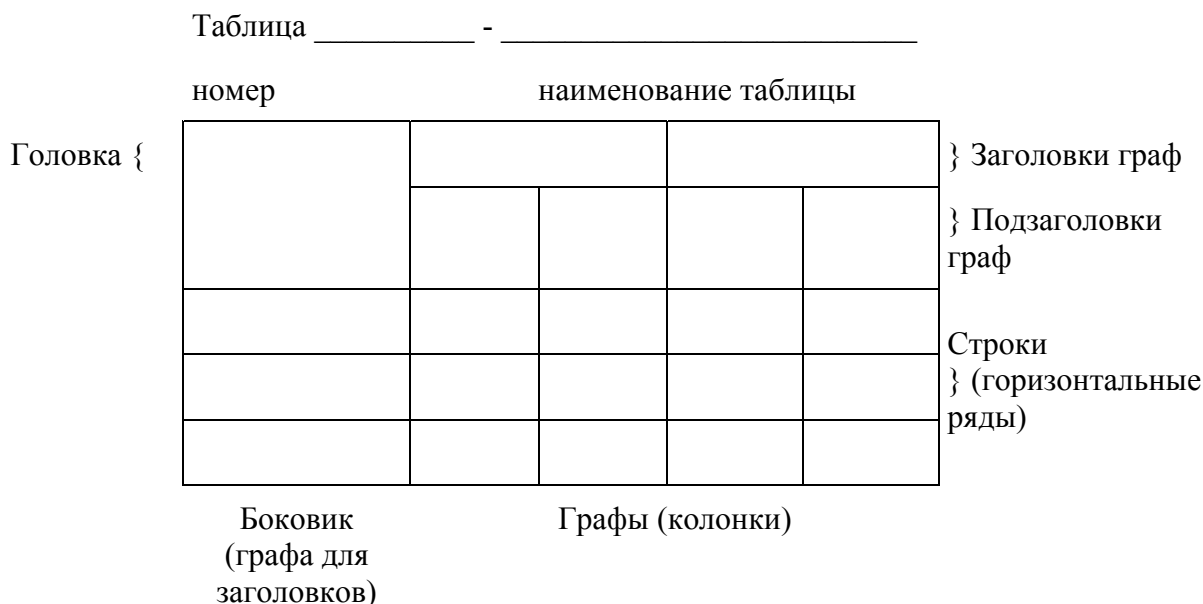 Таблица __________ - __________________________
номер наименование таблицы
Головка {
} Заголовки граф
} Подзаголовки
граф
Строки
} (горизонтальные
ряды)
Боковик
(графа для
заголовков)
Графы (колонки)